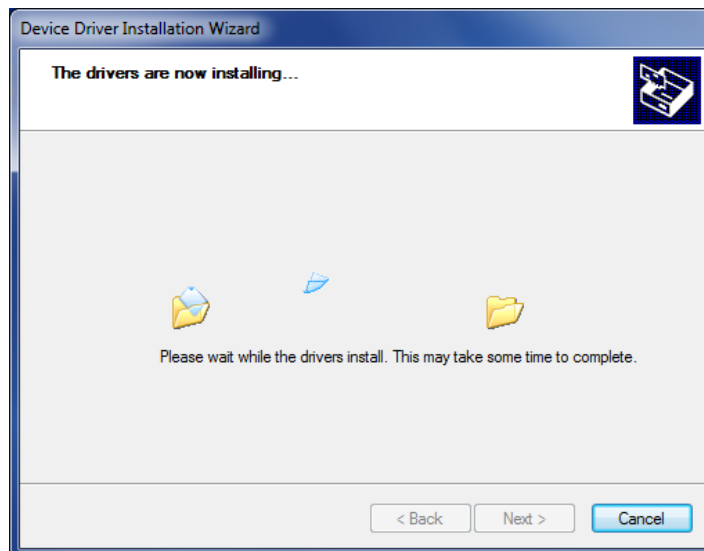 Device Driver Installation Wizard
The drivers are now installing...
Please wait while the drivers install. This may take some time to complete.
< Back Next > Cancel